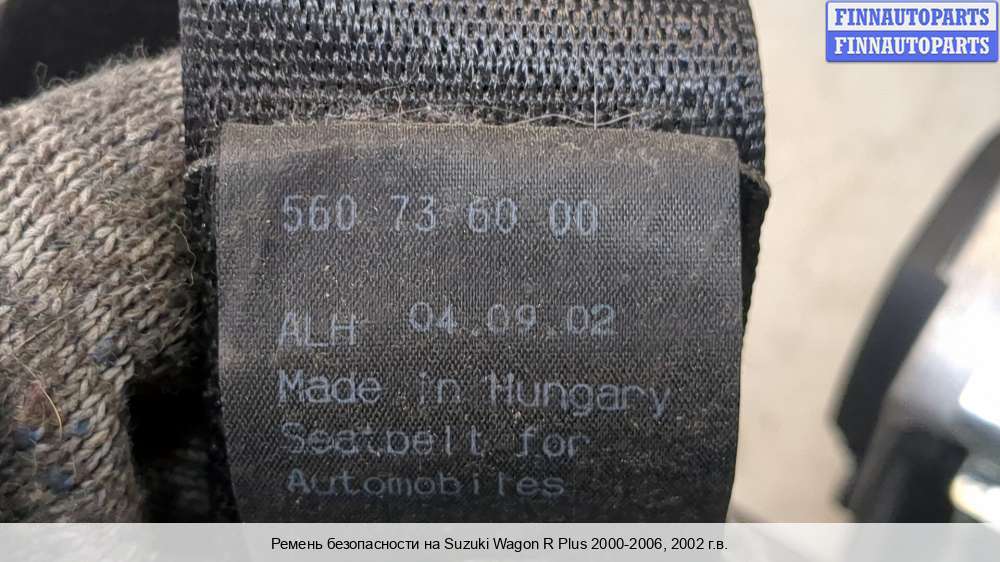 FINNAUTOPARTS
FINNAUTOPARTS
560 73 60 00
ALH 04.09.02
Made in Hungary
Seatbelt for
Automobiles
Ремень безопасности на Suzuki Wagon R Plus 2000-2006, 2002 г.в.